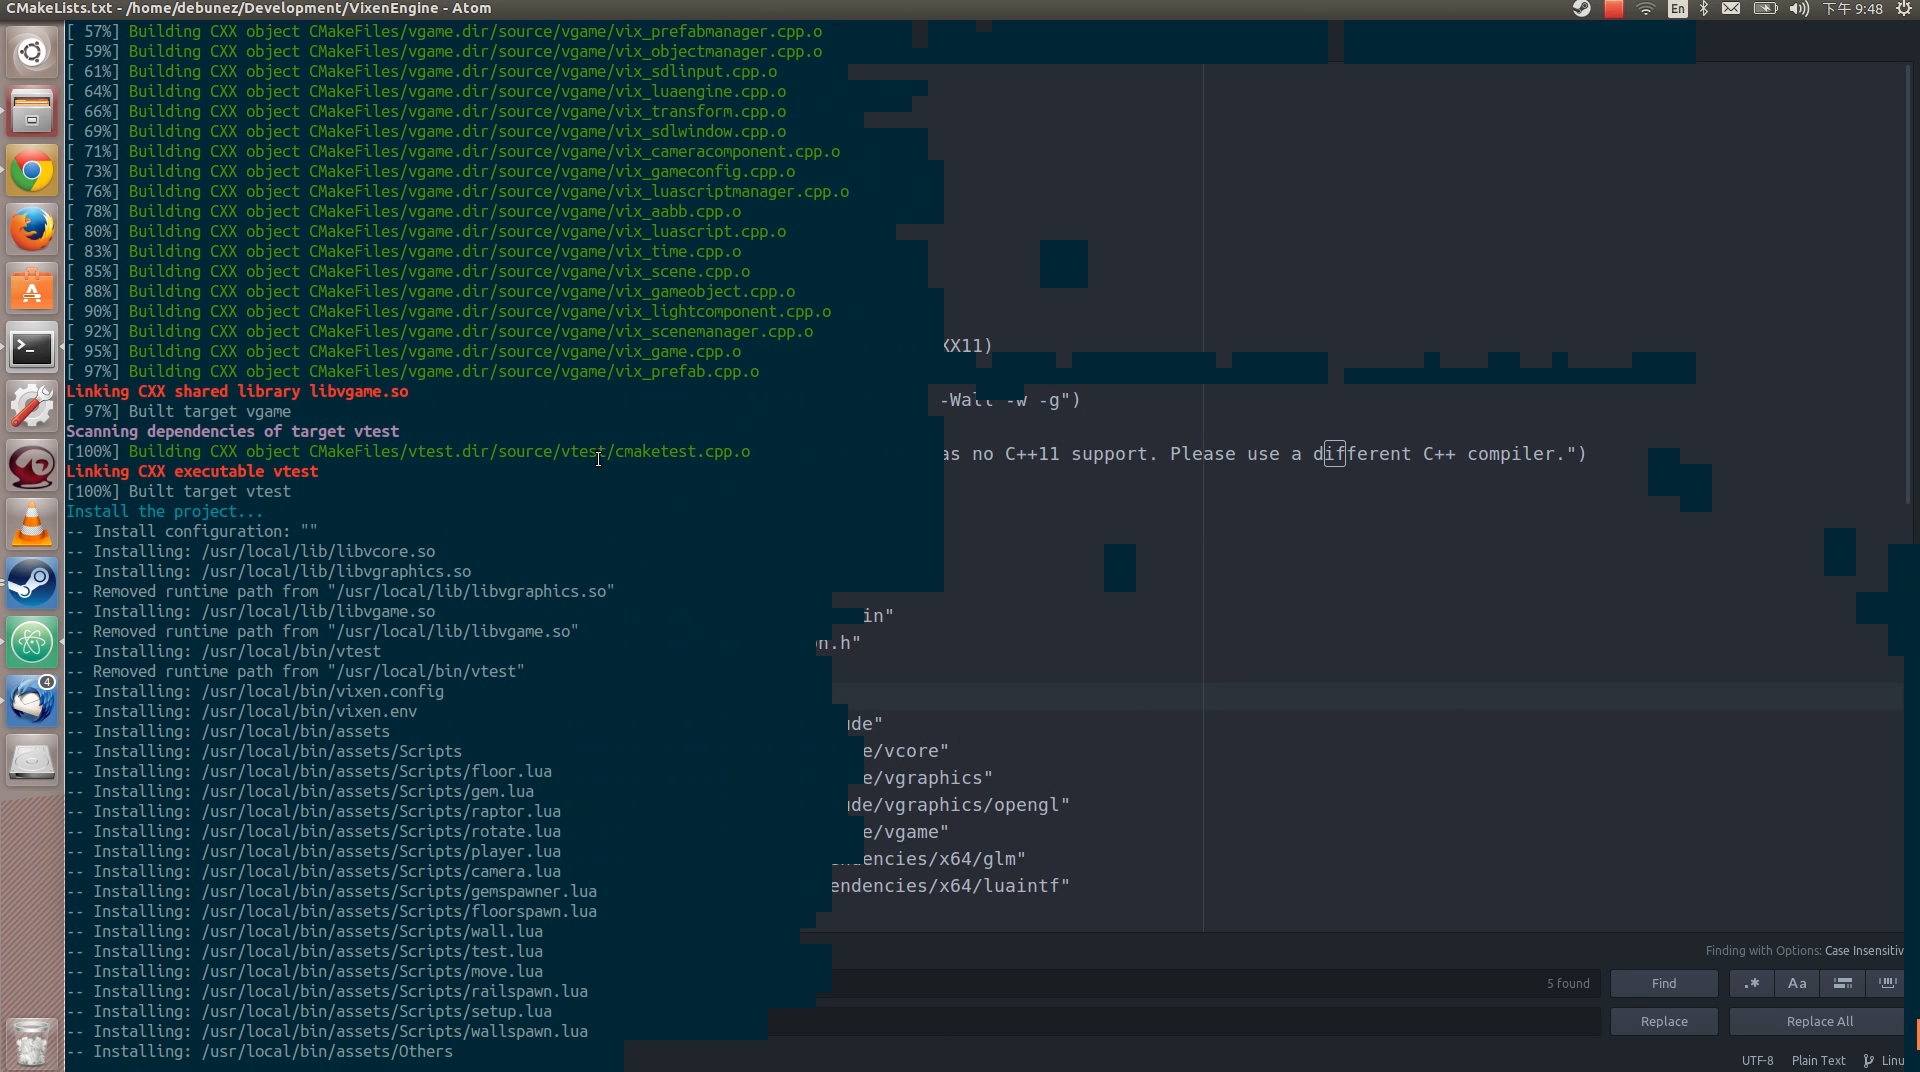 CMakeLists.txt - /home/debunez/Development/VixenEngine - Atom
En
下午 9:48
[ 57%] Building CXX object CMakeFiles/vgame.dir/source/vgame/vix_prefabmanager.cpp.o
[ 59%] Building CXX object CMakeFiles/vgame.dir/source/vgame/vix_objectmanager.cpp.o
[ 61%] Building CXX object CMakeFiles/vgame.dir/source/vgame/vix_sdlinput.cpp.o
[ 64%] Building CXX object CMakeFiles/vgame.dir/source/vgame/vix_luaengine.cpp.o
[ 66%] Building CXX object CMakeFiles/vgame.dir/source/vgame/vix_transform.cpp.o
[ 69%] Building CXX object CMakeFiles/vgame.dir/source/vgame/vix_sdlwindow.cpp.o
[ 71%] Building CXX object CMakeFiles/vgame.dir/source/vgame/vix_cameracomponent.cpp.o
[ 73%] Building CXX object CMakeFiles/vgame.dir/source/vgame/vix_gameconfig.cpp.o
[ 76%] Building CXX object CMakeFiles/vgame.dir/source/vgame/vix_luascriptmanager.cpp.o
[ 78%] Building CXX object CMakeFiles/vgame.dir/source/vgame/vix_aabb.cpp.o
[ 80%] Building CXX object CMakeFiles/vgame.dir/source/vgame/vix_luascript.cpp.o
[ 83%] Building CXX object CMakeFiles/vgame.dir/source/vgame/vix_time.cpp.o
[ 85%] Building CXX object CMakeFiles/vgame.dir/source/vgame/vix_scene.cpp.o
[ 88%] Building CXX object CMakeFiles/vgame.dir/source/vgame/vix_gameobject.cpp.o
[ 90%] Building CXX object CMakeFiles/vgame.dir/source/vgame/vix_lightcomponent.cpp.o
[ 92%] Building CXX object CMakeFiles/vgame.dir/source/vgame/vix_scenemanager.cpp.o
[ 95%] Building CXX object CMakeFiles/vgame.dir/source/vgame/vix_game.cpp.o
[ 97%] Building CXX object CMakeFiles/vgame.dir/source/vgame/vix_prefab.cpp.o
Linking CXX shared library libvgame.so
[ 97%] Built target vgame
Scanning dependencies of target vtest
[100%] Building CXX object CMakeFiles/vtest.dir/source/vtest/cmaketest.cpp.o
Linking CXX executable vtest
[100%] Built target vtest
Install the project...
-- Install configuration: ""
-- Installing: /usr/local/lib/libvcore.so
-- Installing: /usr/local/lib/libvgraphics.so
-- Removed runtime path from "/usr/local/lib/libvgraphics.so"
-- Installing: /usr/local/lib/libvgame.so
-- Removed runtime path from "/usr/local/lib/libvgame.so"
-- Installing: /usr/local/bin/vtest
-- Removed runtime path from "/usr/local/bin/vtest"
-- Installing: /usr/local/bin/vixen.config
-- Installing: /usr/local/bin/vixen.env
-- Installing: /usr/local/bin/assets
-- Installing: /usr/local/bin/assets/Scripts
-- Installing: /usr/local/bin/assets/Scripts/floor.lua
-- Installing: /usr/local/bin/assets/Scripts/gem.lua
-- Installing: /usr/local/bin/assets/Scripts/raptor.lua
-- Installing: /usr/local/bin/assets/Scripts/rotate.lua
-- Installing: /usr/local/bin/assets/Scripts/player.lua
-- Installing: /usr/local/bin/assets/Scripts/camera.lua
-- Installing: /usr/local/bin/assets/Scripts/gemspawner.lua
-- Installing: /usr/local/bin/assets/Scripts/floorspawn.lua
-- Installing: /usr/local/bin/assets/Scripts/wall.lua
-- Installing: /usr/local/bin/assets/Scripts/test.lua
-- Installing: /usr/local/bin/assets/Scripts/move.lua
-- Installing: /usr/local/bin/assets/Scripts/railspawn.lua
-- Installing: /usr/local/bin/assets/Scripts/setup.lua
-- Installing: /usr/local/bin/assets/Scripts/wallspawn.lua
-- Installing: /usr/local/bin/assets/Others
XX11)
-Wall -w -g")
as no C++11 support. Please use a different C++ compiler.")
in"
n.h"
ude"
e/vcore"
e/vgraphics"
ude/vgraphics/opengl"
e/vgame"
endencies/x64/glm"
endencies/x64/luaintf"
Finding with Options: Case Insensitiv
5 found
Find
.*
Aa
Replace
Replace All
UTF-8
Plain Text
Linu
4